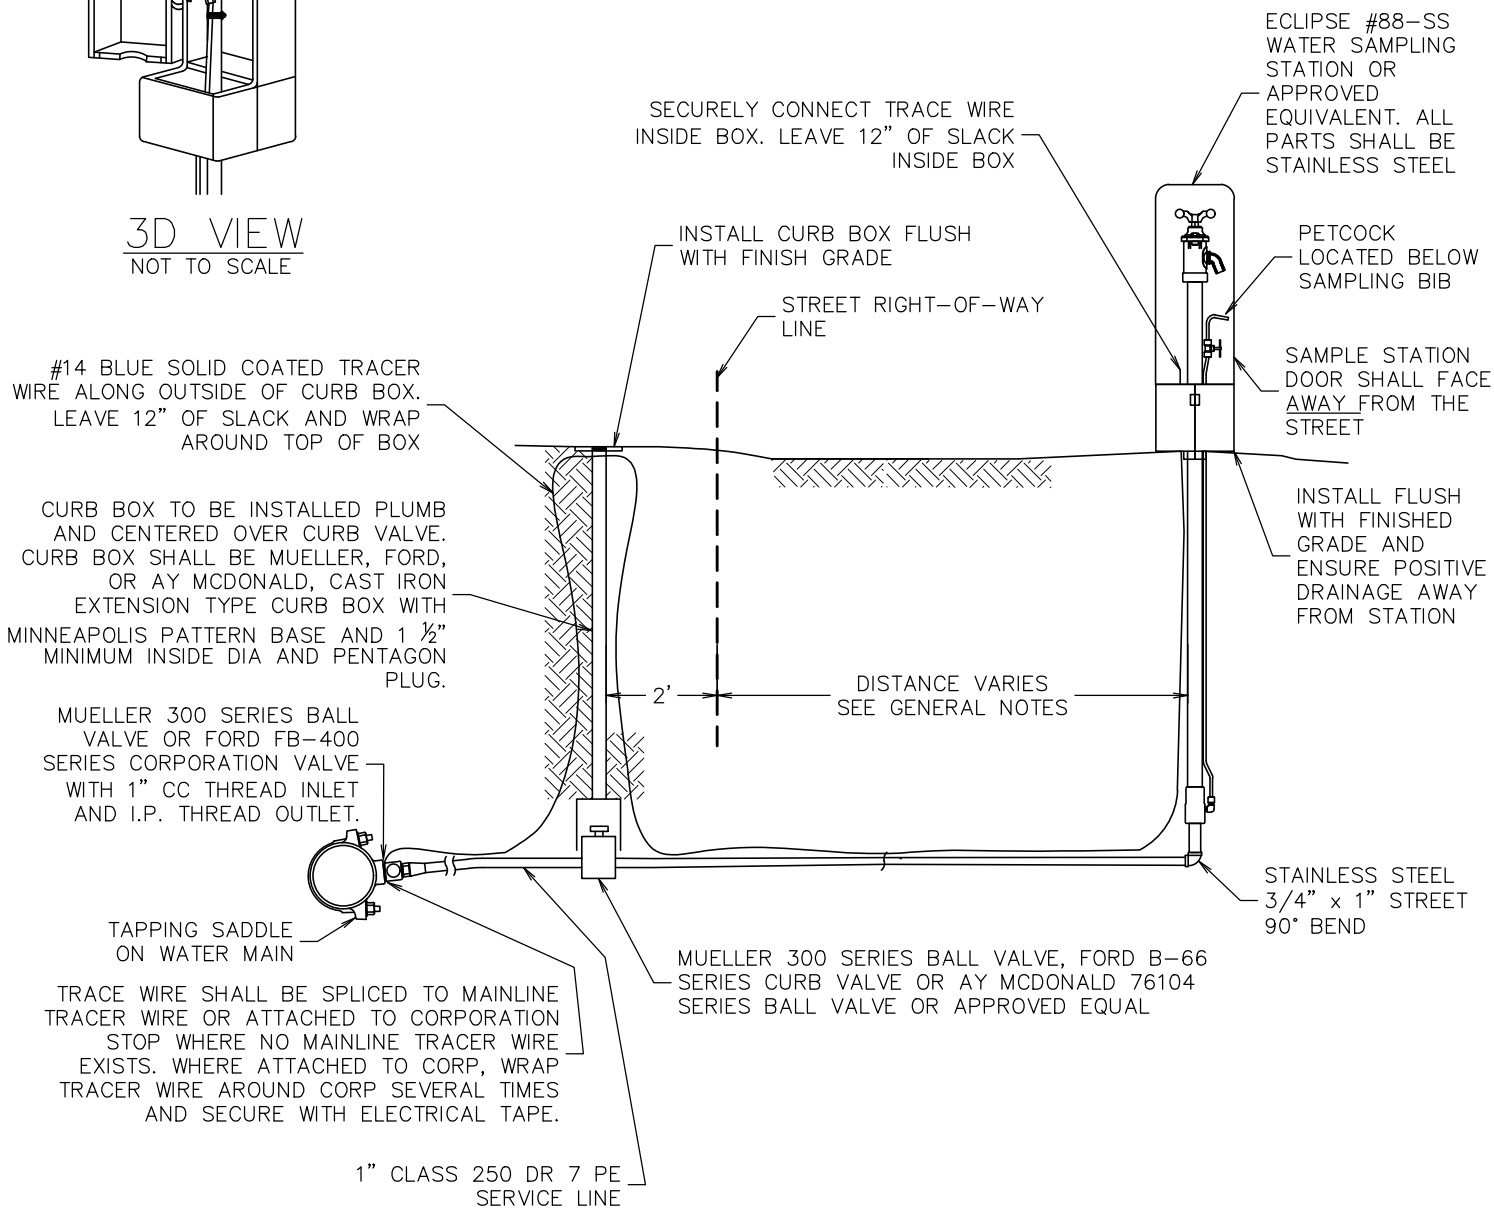 ECLIPSE #88-SS
WATER SAMPLING
STATION OR
APPROVED
EQUIVALENT. ALL
PARTS SHALL BE
STAINLESS STEEL
SECURELY CONNECT TRACE WIRE
INSIDE BOX. LEAVE 12" OF SLACK
INSIDE BOX
3D VIEW
NOT TO SCALE
INSTALL CURB BOX FLUSH
WITH FINISH GRADE
PETCOCK
LOCATED BELOW
SAMPLING BIB
STREET RIGHT-OF-WAY
LINE
#14 BLUE SOLID COATED TRACER
WIRE ALONG OUTSIDE OF CURB BOX.
LEAVE 12" OF SLACK AND WRAP
AROUND TOP OF BOX
SAMPLE STATION
DOOR SHALL FACE
AWAY FROM THE
STREET
CURB BOX TO BE INSTALLED PLUMB
AND CENTERED OVER CURB VALVE.
CURB BOX SHALL BE MUELLER, FORD,
OR AY MCDONALD, CAST IRON
EXTENSION TYPE CURB BOX WITH
MINNEAPOLIS PATTERN BASE AND 1 ½"
MINIMUM INSIDE DIA AND PENTAGON
PLUG.
INSTALL FLUSH
WITH FINISHED
GRADE AND
ENSURE POSITIVE
DRAINAGE AWAY
FROM STATION
2'
DISTANCE VARIES
SEE GENERAL NOTES
MUELLER 300 SERIES BALL
VALVE OR FORD FB-400
SERIES CORPORATION VALVE
WITH 1" CC THREAD INLET
AND I.P. THREAD OUTLET.
STAINLESS STEEL
3/4" x 1" STREET
90° BEND
TAPPING SADDLE
ON WATER MAIN
MUELLER 300 SERIES BALL VALVE, FORD B-66
SERIES CURB VALVE OR AY MCDONALD 76104
SERIES BALL VALVE OR APPROVED EQUAL
TRACE WIRE SHALL BE SPLICED TO MAINLINE
TRACER WIRE OR ATTACHED TO CORPORATION
STOP WHERE NO MAINLINE TRACER WIRE
EXISTS. WHERE ATTACHED TO CORP, WRAP
TRACER WIRE AROUND CORP SEVERAL TIMES
AND SECURE WITH ELECTRICAL TAPE.
1" CLASS 250 DR 7 PE
SERVICE LINE